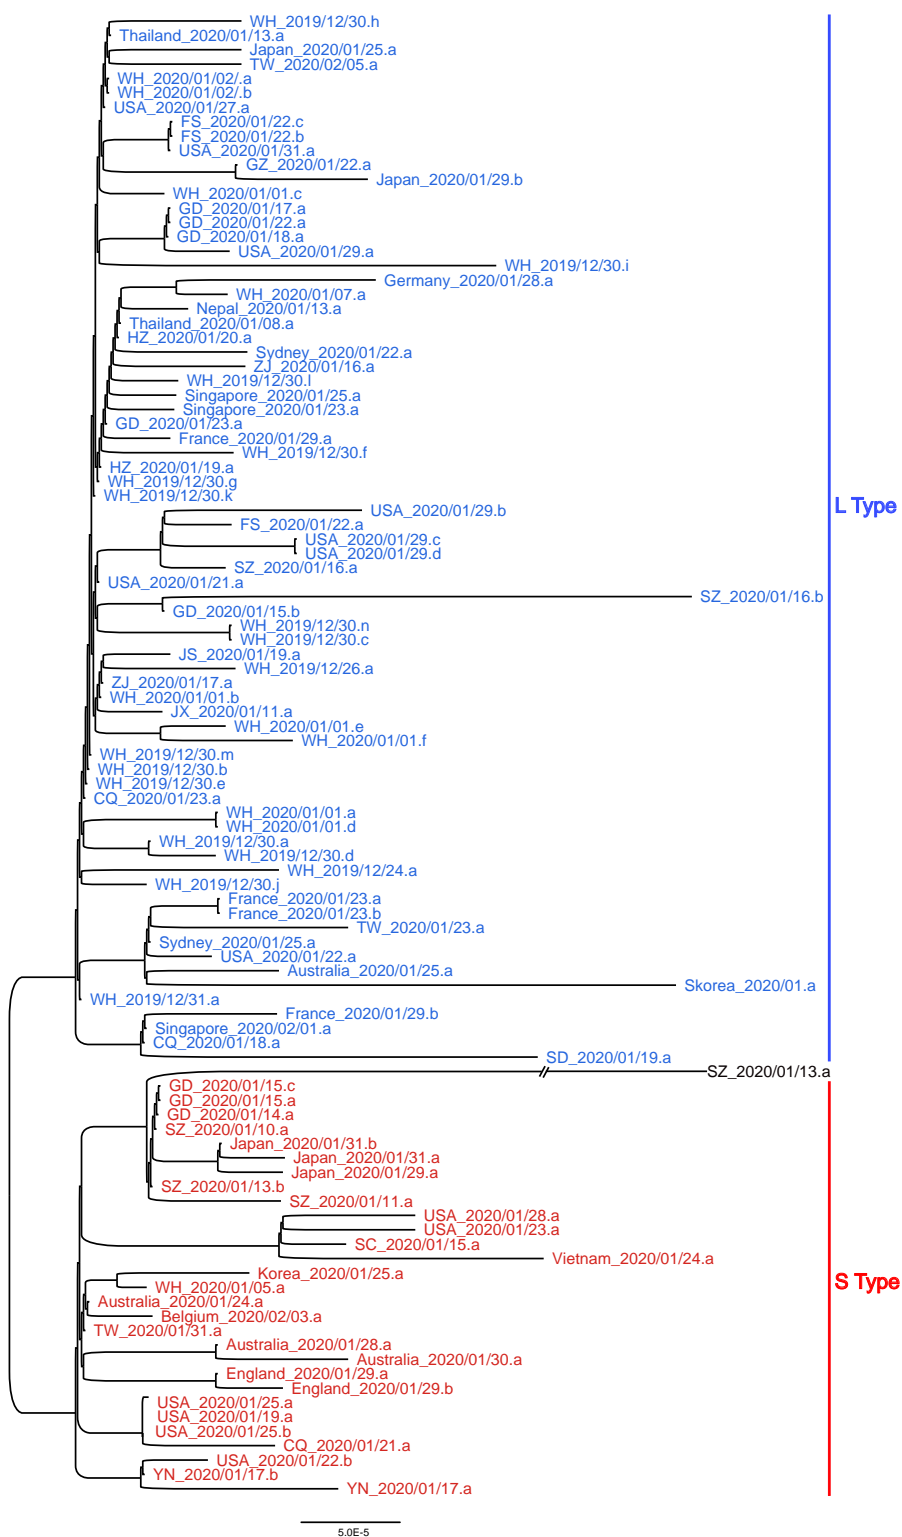 WH_2019/12/30.h
Thailand_2020/01/13.a
Japan_2020/01/25.a
TW_2020/02/05.a
WH_2020/01/02/.a
WH_2020/01/02/.b
USA_2020/01/27.a
FS_2020/01/22.c
FS_2020/01/22.b
USA_2020/01/31.a
GZ_2020/01/22.a
Japan_2020/01/29.b
WH_2020/01/01.c
GD_2020/01/17.a
GD_2020/01/22.a
GD_2020/01/18.a
USA_2020/01/29.a
WH_2019/12/30.i
Germany_2020/01/28.a
WH_2020/01/07.a
Nepal_2020/01/13.a
Thailand_2020/01/08.a
HZ_2020/01/20.a
Sydney_2020/01/22.a
ZJ_2020/01/16.a
WH_2019/12/30.l
Singapore_2020/01/25.a
Singapore_2020/01/23.a
GD_2020/01/23.a
France_2020/01/29.a
WH_2019/12/30.f
HZ_2020/01/19.a
WH_2019/12/30.g
WH_2019/12/30.k
L Type
USA_2020/01/29.b
FS_2020/01/22.a
USA_2020/01/29.c
USA_2020/01/29.d
SZ_2020/01/16.a
USA_2020/01/21.a
SZ_2020/01/16.b
GD_2020/01/15.b
WH_2019/12/30.n
WH_2019/12/30.c
JS_2020/01/19.a
WH_2019/12/26.a
ZJ_2020/01/17.a
WH_2020/01/01.b
JX_2020/01/11.a
WH_2020/01/01.e
WH_2020/01/01.f
WH_2019/12/30.m
WH_2019/12/30.b
WH_2019/12/30.e
CQ_2020/01/23.a
WH_2020/01/01.a
WH_2020/01/01.d
WH_2019/12/30.a
WH_2019/12/30.d
WH_2019/12/24.a
WH_2019/12/30.j
France_2020/01/23.a
France_2020/01/23.b
TW_2020/01/23.a
Sydney_2020/01/25.a
USA_2020/01/22.a
Australia_2020/01/25.a
Skorea_2020/01.a
WH_2019/12/31.a
France_2020/01/29.b
Singapore_2020/02/01.a
CQ_2020/01/18.a
SD_2020/01/19.a
SZ_2020/01/13.a
GD_2020/01/15.c
GD_2020/01/15.a
GD_2020/01/14.a
SZ_2020/01/10.a
Japan_2020/01/31.b
Japan_2020/01/31.a
Japan_2020/01/29.a
SZ_2020/01/13.b
SZ_2020/01/11.a
USA_2020/01/28.a
USA_2020/01/23.a
SC_2020/01/15.a
Vietnam_2020/01/24.a
Korea_2020/01/25.a
S Type
WH_2020/01/05.a
Australia_2020/01/24.a
Belgium_2020/02/03.a
TW_2020/01/31.a
Australia_2020/01/28.a
Australia_2020/01/30.a
England_2020/01/29.a
England_2020/01/29.b
USA_2020/01/25.a
USA_2020/01/19.a
USA_2020/01/25.b
CQ_2020/01/21.a
USA_2020/01/22.b
YN_2020/01/17.b
YN_2020/01/17.a
5.0E-5